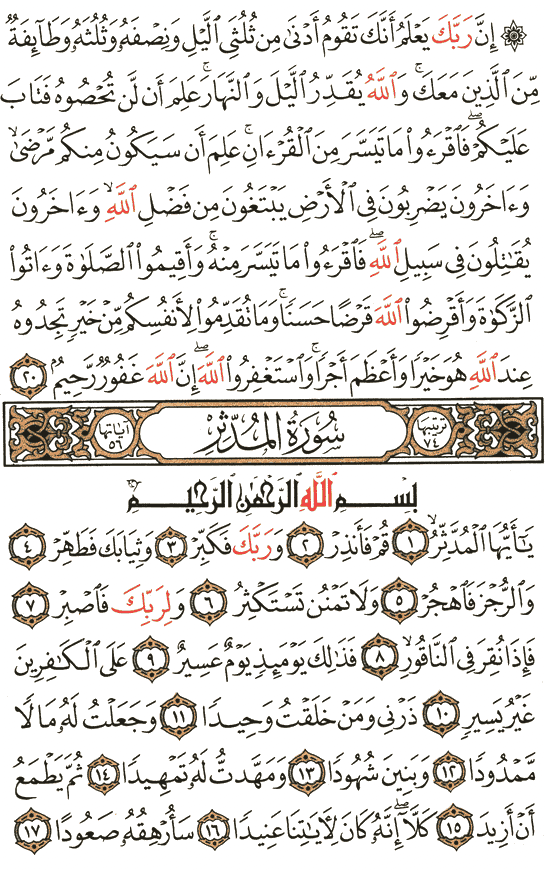 ۞ إِنَّ رَبَّكَ يَعْلَمُ أَنَّكَ تَقُومُ أَدْنَىٰ مِن ثُلُثَىِ ٱلَّيْلِ وَنِصْفَهُۥ وَثُلُثَهُۥ وَطَآئِفَةٌ
مِّنَ ٱلَّذِينَ مَعَكَ ۚ وَٱللَّهُ يُقَدِّرُ ٱلَّيْلَ وَٱلنَّهَارَ ۚ عَلِمَ أَن لَّن تُحْصُوهُ فَتَابَ
عَلَيْكُمْ ۖ فَٱقْرَءُوا۟ مَا تَيَسَّرَ مِنَ ٱلْقُرْءَانِ ۚ عَلِمَ أَن سَيَكُونُ مِنكُم مَّرْضَىٰ ۙ
وَءَاخَرُونَ يَضْرِبُونَ فِى ٱلْأَرْضِ يَبْتَغُونَ مِن فَضْلِ ٱللَّهِ ۙ وَءَاخَرُونَ
يُقَٰتِلُونَ فِى سَبِيلِ ٱللَّهِ ۖ فَٱقْرَءُوا۟ مَا تَيَسَّرَ مِنْهُ ۚ وَأَقِيمُوا۟ ٱلصَّلَوٰةَ وَءَاتُوا۟
ٱلزَّكَوٰةَ وَأَقْرِضُوا۟ ٱللَّهَ قَرْضًا حَسَنًا ۚ وَمَا تُقَدِّمُوا۟ لِأَنفُسِكُم مِّنْ خَيْرٍ تَجِدُوهُ
عِندَ ٱللَّهِ هُوَ خَيْرًا وَأَعْظَمَ أَجْرًا ۚ وَٱسْتَغْفِرُوا۟ ٱللَّهَ ۖ إِنَّ ٱللَّهَ غَفُورٌ رَّحِيمٌۢ ٢٠
ترتيبها ٧٤ سُورَةُ المُدَّثِّرِ آياتها ٥٦
بِسْمِ ٱللَّهِ ٱلرَّحْمَٰنِ ٱلرَّحِيمِ
يَٰٓأَيُّهَا ٱلْمُدَّثِّرُ ١ قُمْ فَأَنذِرْ ٢ وَرَبَّكَ فَكَبِّرْ ٣ وَثِيَابَكَ فَطَهِّرْ ٤
وَٱلرُّجْزَ فَٱهْجُرْ ٥ وَلَا تَمْنُن تَسْتَكْثِرُ ٦ وَلِرَبِّكَ فَٱصْبِرْ ٧
فَإِذَا نُقِرَ فِى ٱلنَّاقُورِ ٨ فَذَٰلِكَ يَوْمَئِذٍ يَوْمٌ عَسِيرٌ ٩ عَلَى ٱلْكَٰفِرِينَ
غَيْرُ يَسِيرٍ ١٠ ذَرْنِى وَمَنْ خَلَقْتُ وَحِيدًا ١١ وَجَعَلْتُ لَهُۥ مَالًا
مَّمْدُودًا ١٢ وَبَنِينَ شُهُودًا ١٣ وَمَهَّدتُّ لَهُۥ تَمْهِيدًا ١٤ ثُمَّ يَطْمَعُ
أَنْ أَزِيدَ ١٥ كَلَّآ ۖ إِنَّهُۥ كَانَ لِـَٔايَٰتِنَا عَنِيدًا ١٦ سَأُرْهِقُهُۥ صَعُودًا ١٧